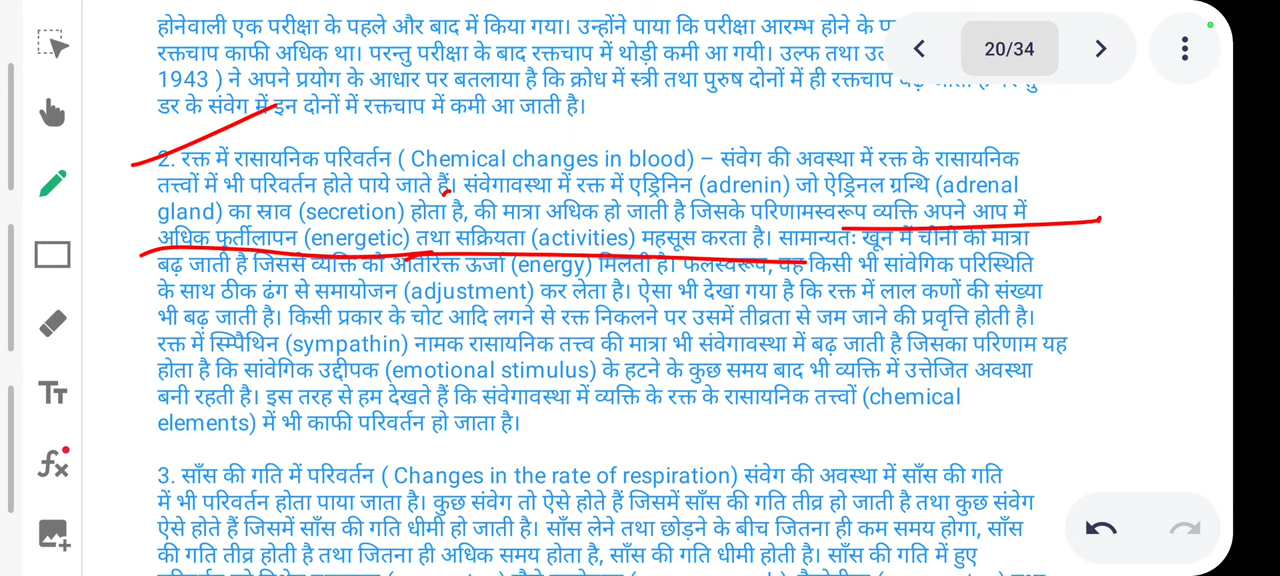 होनेवाली एक परीक्षा के पहले और बाद में किया गया। उन्होंने पाया कि परीक्षा आरम्भ होने के
रक्तचाप काफी अधिक था। परन्तु परीक्षा के बाद रक्तचाप में थोड़ी कमी आ गयी। उल्फ तथा
20/34
1943 ) ने अपने प्रयोग के आधार पर बतलाया है कि क्रोध में स्त्री तथा पुरुष दोनों में ही रक्तचाप
डर के संवेग में इन दोनों में रक्तचाप में कमी आ जाती है।
2. रक्त में रासायनिक परिवर्तन ( Chemical changes in blood) – संवेग की अवस्था में रक्त के रासायनिक
तत्त्वों में भी परिवर्तन होते पाये जाते हैं। संवेगावस्था में रक्त में एड्रिनिन (adrenin) जो ऐड्रिनल ग्रन्थि (adrenal
gland) का स्राव (secretion) होता है, की मात्रा अधिक हो जाती है जिसके परिणामस्वरूप व्यक्ति अपने आप में
अधिक फुर्तीलापन (energetic) तथा सक्रियता (activities) महसूस करता है। सामान्यतः खून में चीनी की मात्रा
बढ़ जाती है जिससे व्यक्ति को अतिरिक्त ऊर्जा (energy) मिलती है। फलस्वरूप, वह किसी भी सांवेगिक परिस्थिति
के साथ ठीक ढंग से समायोजन (adjustment) कर लेता है। ऐसा भी देखा गया है कि रक्त में लाल कणों की संख्या
भी बढ़ जाती है। किसी प्रकार के चोट आदि लगने से रक्त निकलने पर उसमें तीव्रता से जम जाने की प्रवृत्ति होती है।
रक्त में स्म्पिैथिन (sympathin) नामक रासायनिक तत्त्व की मात्रा भी संवेगावस्था में बढ़ जाती है जिसका परिणाम यह
होता है कि सांवेगिक उद्दीपक (emotional stimulus) के हटने के कुछ समय बाद भी व्यक्ति में उत्तेजित अवस्था
बनी रहती है। इस तरह से हम देखते हैं कि संवेगावस्था में व्यक्ति के रक्त के रासायनिक तत्त्वों (chemical
elements) में भी काफी परिवर्तन हो जाता है।
3. साँस की गति में परिवर्तन ( Changes in the rate of respiration) संवेग की अवस्था में साँस की गति
में भी परिवर्तन होता पाया जाता है। कुछ संवेग तो ऐसे होते हैं जिसमें साँस की गति तीव्र हो जाती है तथा कुछ संवेग
ऐसे होते हैं जिसमें साँस की गति धीमी हो जाती है। साँस लेने तथा छोड़ने के बीच जितना ही कम समय होगा, साँस
की गति तीव्र होती है तथा जितना ही अधिक समय होता है, साँस की गति धीमी होती है। साँस की गति में हुए